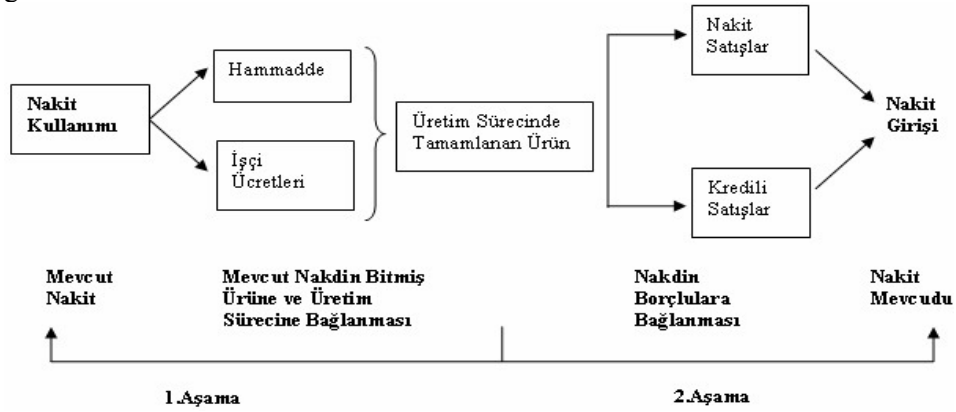 Nakit
Satışlar
Hammadde
Nakit
Kullanımı
Üretim Sürecinde
Tamamlanan Ürün
Nakit
Girişi
İşçi
Ücretleri
Kredili
Satışlar
Mevcut
Nakit
Mevcut Nakdin Bitmiş
Ürüne ve Üretim
Sürecine Bağlanması
Nakdin
Borçlulara
Bağlanması
Nakit
Mevcudu
1.Aşama
2.Aşama